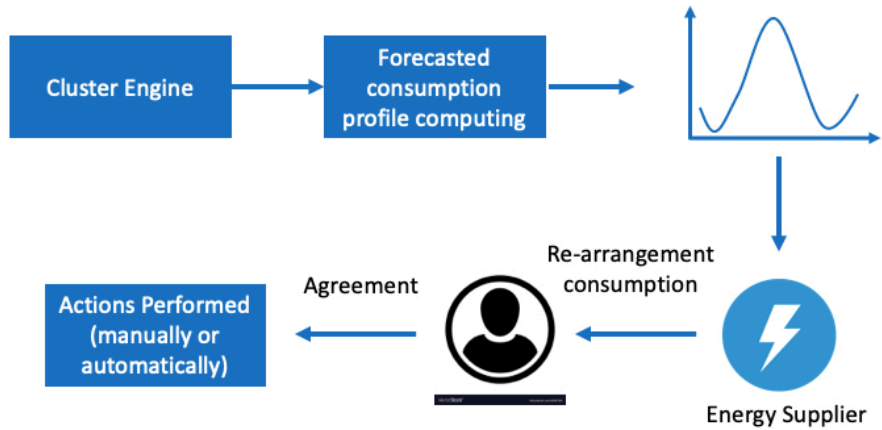 Cluster Engine
Forecasted
consumption
profile computing
Re-arrangement
consumption
Agreement
Actions Performed
(manually or
automatically)
Energy Supplier